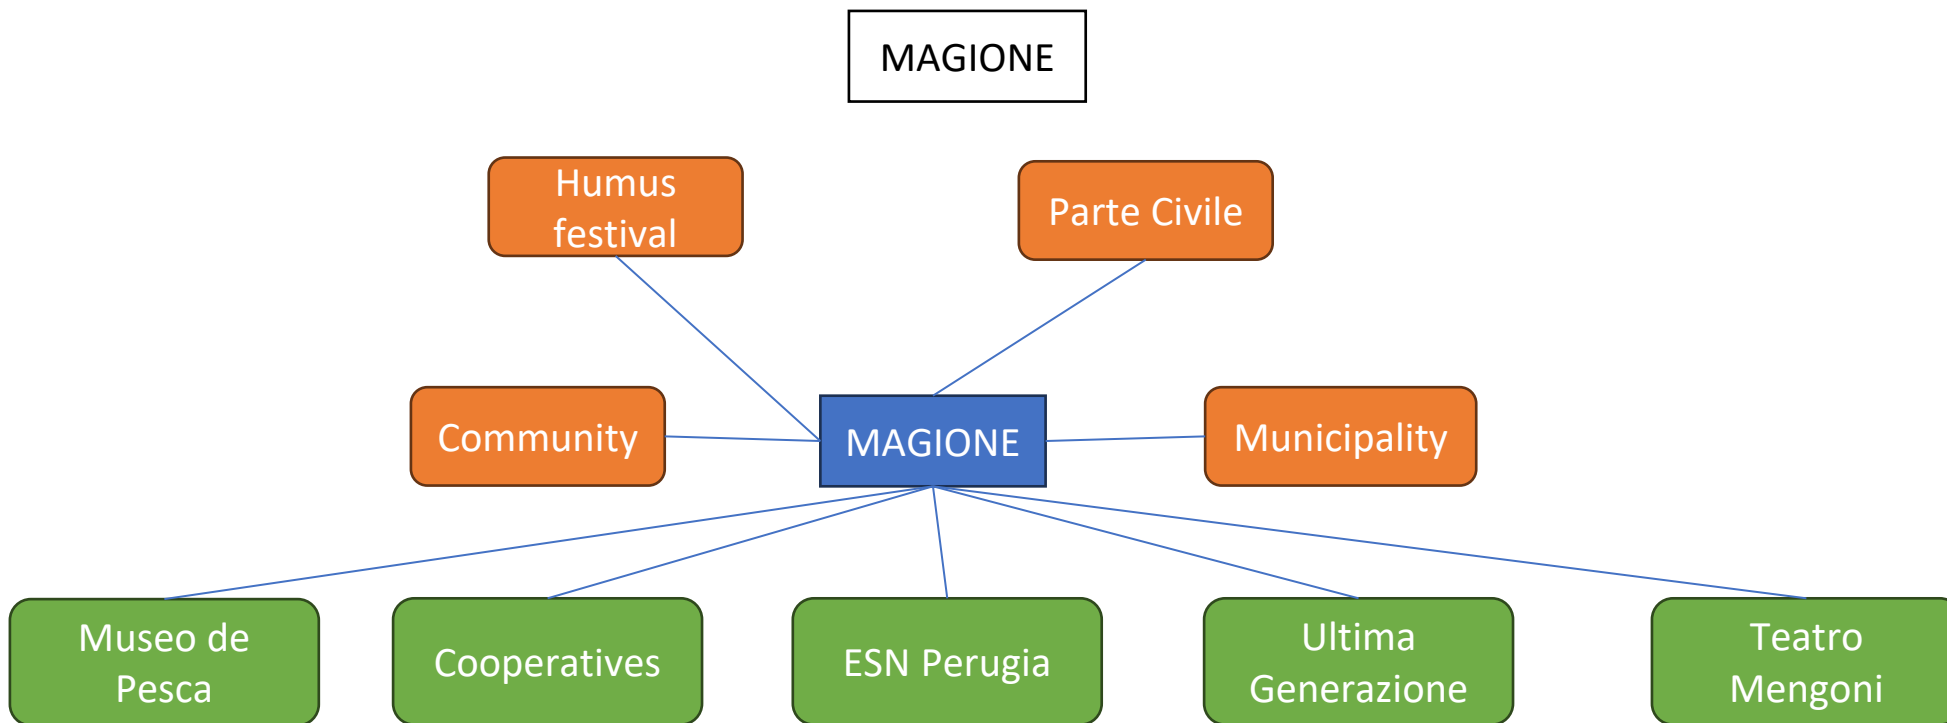 MAGIONE
Humus
festival
Parte Civile
Community
MAGIONE
Municipality
Museo de
Pesca
Cooperatives
ESN Perugia
Ultima
Generazione
Teatro
Mengoni